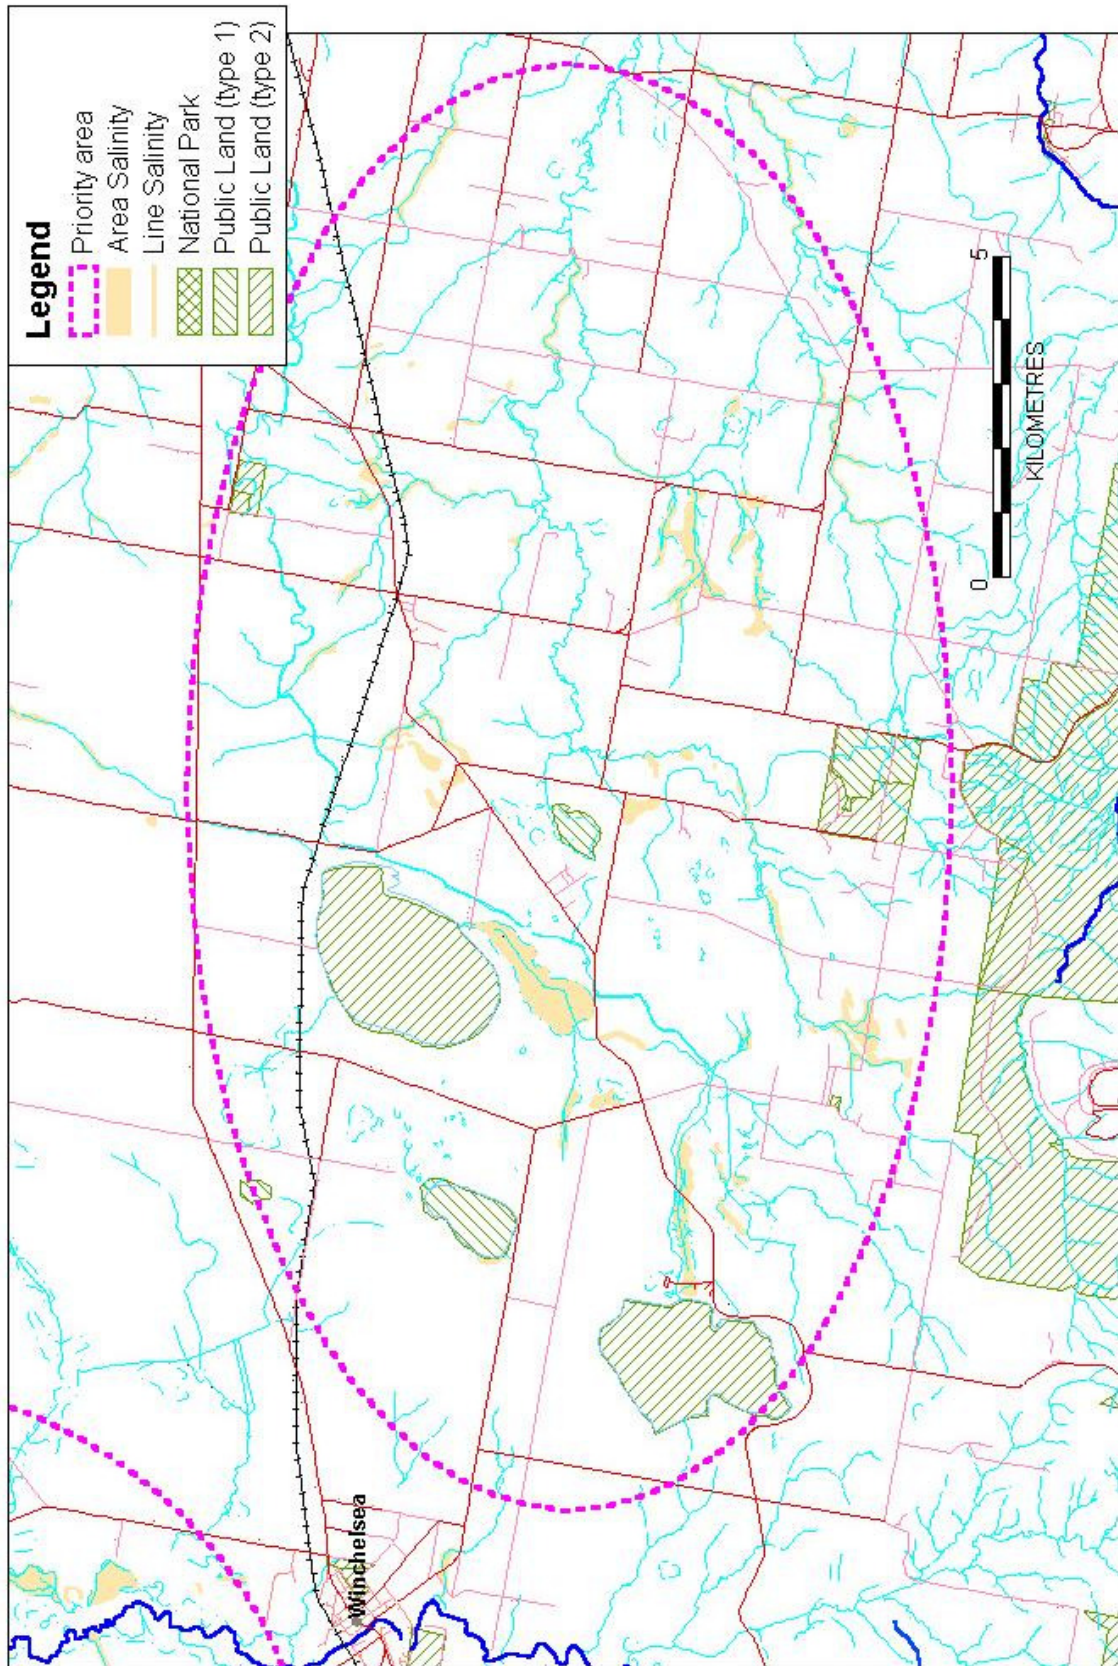 Legend
Priority area
Area Salinity
Line Salinity
National Park
Public Land (type 1)
Public Land (type 2)
0
5
KILOMETRES
Winchelsea